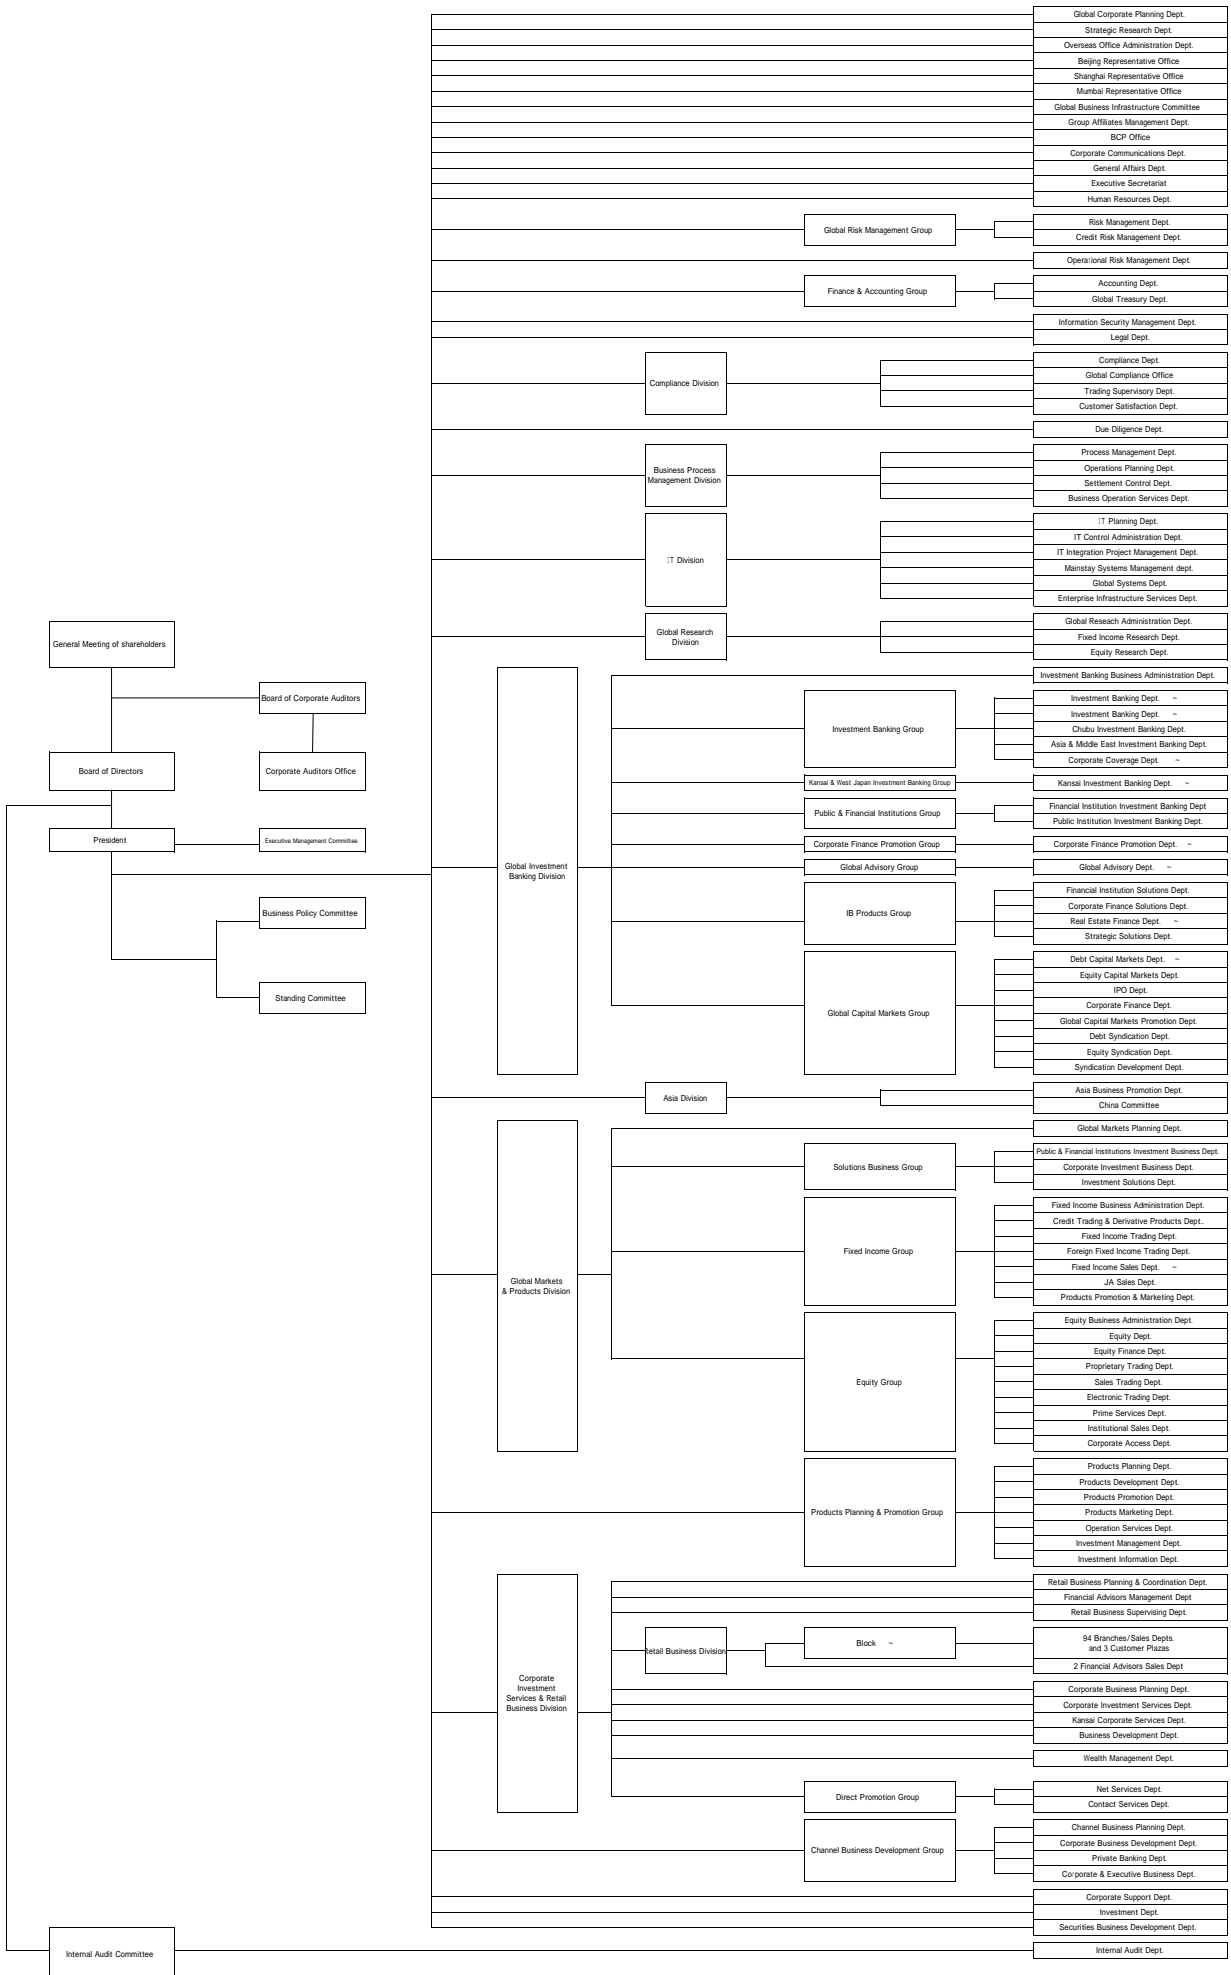 Global Corporate Planning Dept.
Strategic Research Dept.
Overseas Office Administration Dept.
Beijing Representative Office
Shanghai Representative Office
Mumbai Representative Office
Global Business Infrastructure Committee
Group Affiliates Management Dept.
BCP Office
Corporate Communications Dept.
General Affairs Dept.
Executive Secretariat
Human Resources Dept.
Global Risk Management Group
Risk Management Dept.
Credit Risk Management Dept.
Operational Risk Management Dept.
Finance & Accounting Group
Accounting Dept.
Global Treasury Dept.
Information Security Management Dept.
Legal Dept.
Compliance Division
Compliance Dept.
Global Compliance Office
Trading Supervisory Dept.
Customer Satisfaction Dept.
Due Diligence Dept.
Business Process
Management Division
Process Management Dept.
Operations Planning Dept.
Settlement Control Dept.
Business Operation Services Dept.
IT Division
IT Planning Dept.
IT Control Administration Dept.
IT Integration Project Management Dept.
Mainstay Systems Management dept.
Global Systems Dept.
Enterprise Infrastructure Services Dept.
Global Research
Division
Global Reseach Administration Dept.
Fixed Income Research Dept.
Equity Research Dept.
General Meeting of shareholders
Board of Corporate Auditors
Board of Directors
Corporate Auditors Office
President
Executive Management Committee
Business Policy Committee
Standing Committee
Global Investment
Banking Division
Investment Banking Business Administration Dept.
Investment Banking Group
Investment Banking Dept. ~
Investment Banking Dept. ~
Chubu Investment Banking Dept.
Asia & Middle East Investment Banking Dept.
Corporate Coverage Dept. ~
Kansai & West Japan Investment Banking Group
Kansai Investment Banking Dept. ~
Public & Financial Institutions Group
Financial Institution Investment Banking Dept
Public Institution Investment Banking Dept.
Corporate Finance Promotion Group
Corporate Finance Promotion Dept. ~
Global Advisory Group
Global Advisory Dept. ~
IB Products Group
Financial Institution Solutions Dept.
Corporate Finance Solutions Dept.
Real Estate Finance Dept. ~
Strategic Solutions Dept.
Global Capital Markets Group
Debt Capital Markets Dept. ~
Equity Capital Markets Dept.
IPO Dept.
Corporate Finance Dept.
Global Capital Markets Promotion Dept.
Debt Syndication Dept.
Equity Syndication Dept.
Syndication Development Dept.
Asia Division
Asia Business Promotion Dept.
China Committee
Global Markets
& Products Division
Global Markets Planning Dept.
Solutions Business Group
Public & Financial Institutions Investment Business Dept.
Corporate Investment Business Dept.
Investment Solutions Dept.
Fixed Income Group
Fixed Income Business Administration Dept.
Credit Trading & Derivative Products Dept..
Fixed Income Trading Dept.
Foreign Fixed Income Trading Dept.
Fixed Income Sales Dept. ~
JA Sales Dept.
Products Promotion & Marketing Dept.
Equity Group
Equity Business Administration Dept.
Equity Dept.
Equity Finance Dept.
Proprietary Trading Dept.
Sales Trading Dept.
Electronic Trading Dept.
Prime Services Dept.
Institutional Sales Dept.
Corporate Access Dept.
Products Planning & Promotion Group
Products Planning Dept.
Products Development Dept.
Products Promotion Dept.
Products Marketing Dept.
Operation Services Dept.
Investment Management Dept.
Investment Information Dept.
Corporate
Investment
Services & Retail
Business Division
Retail Business Planning & Coordination Dept.
Financial Advisors Management Dept
Retail Business Supervising Dept.
Retail Business Division
Block ~
94 Branches/Sales Depts.
and 3 Customer Plazas
2 Financial Advisors Sales Dept
Corporate Business Planning Dept.
Corporate Investment Services Dept.
Kansai Corporate Services Dept.
Business Development Dept.
Wealth Management Dept.
Direct Promotion Group
Net Services Dept.
Contact Services Dept.
Channel Business Development Group
Channel Business Planning Dept.
Corporate Business Development Dept.
Private Banking Dept.
Corporate & Executive Business Dept.
Corporate Support Dept.
Investment Dept.
Securities Business Development Dept.
Internal Audit Committee
Internal Audit Dept.